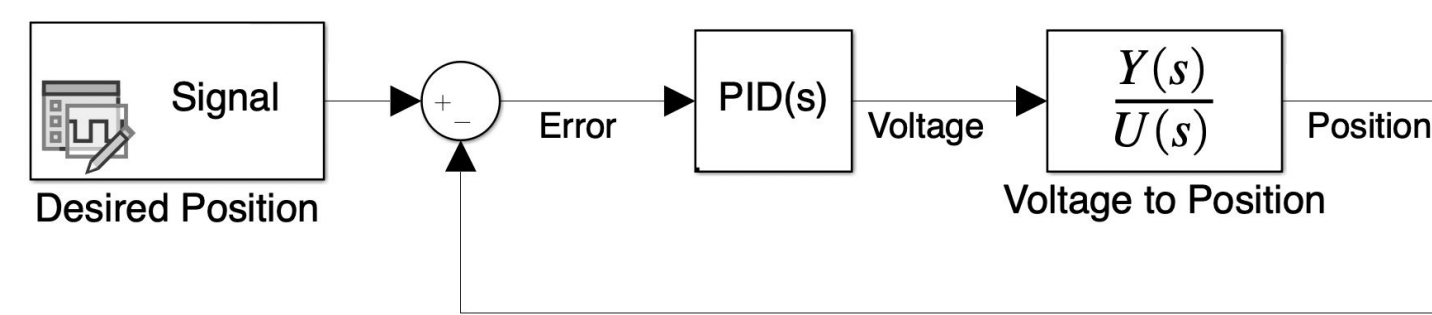 Signal
Desired Position
+
−
Error
PID(s)
Voltage
Y(s)
U(s)
Voltage to Position
Position